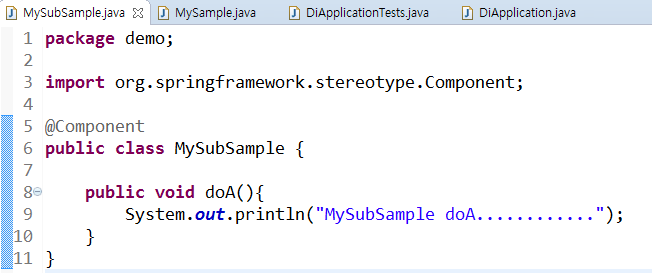 MySubSample.java MySample.java DiApplicationTests.java DiApplication.java
1 package demo;
2
3 import org.springframework.stereotype.Component;
4
5 @Component
6 public class MySubSample {
7
8 public void doA(){
9 System.out.println("MySubSample doA............");
10 }
11 }